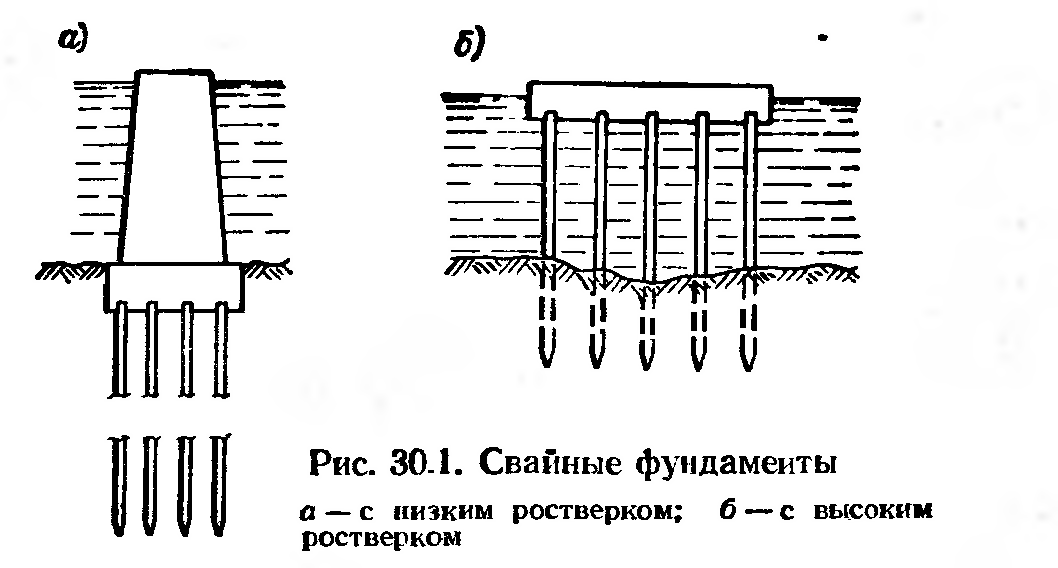 а)
б)
Рис. 30.1. Свайные фундаменты
а — с низким ростверком; б — с высоким
ростверком